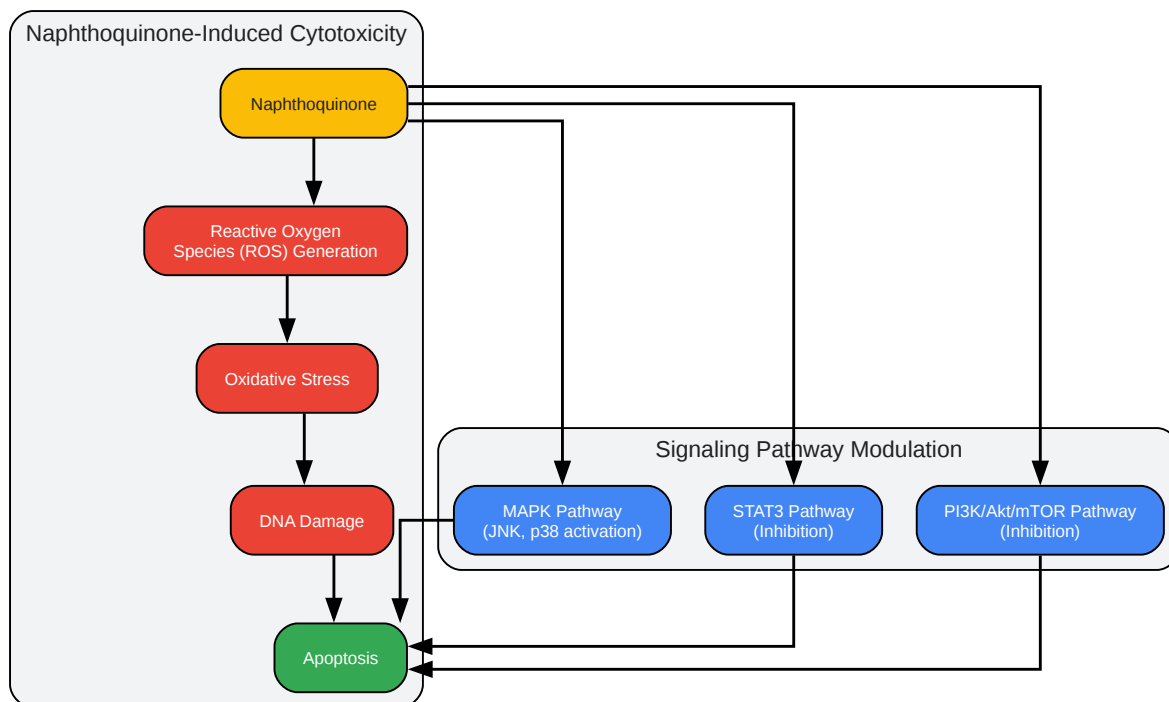 Naphthoquinone-Induced Cytotoxicity
Naphthoquinone
Reactive Oxygen
Species (ROS) Generation
Oxidative Stress
Signaling Pathway Modulation
DNA Damage
MAPK Pathway
(JNK, p38 activation)
STAT3 Pathway
(Inhibition)
PI3K/Akt/mTOR Pathway
(Inhibition)
Apoptosis